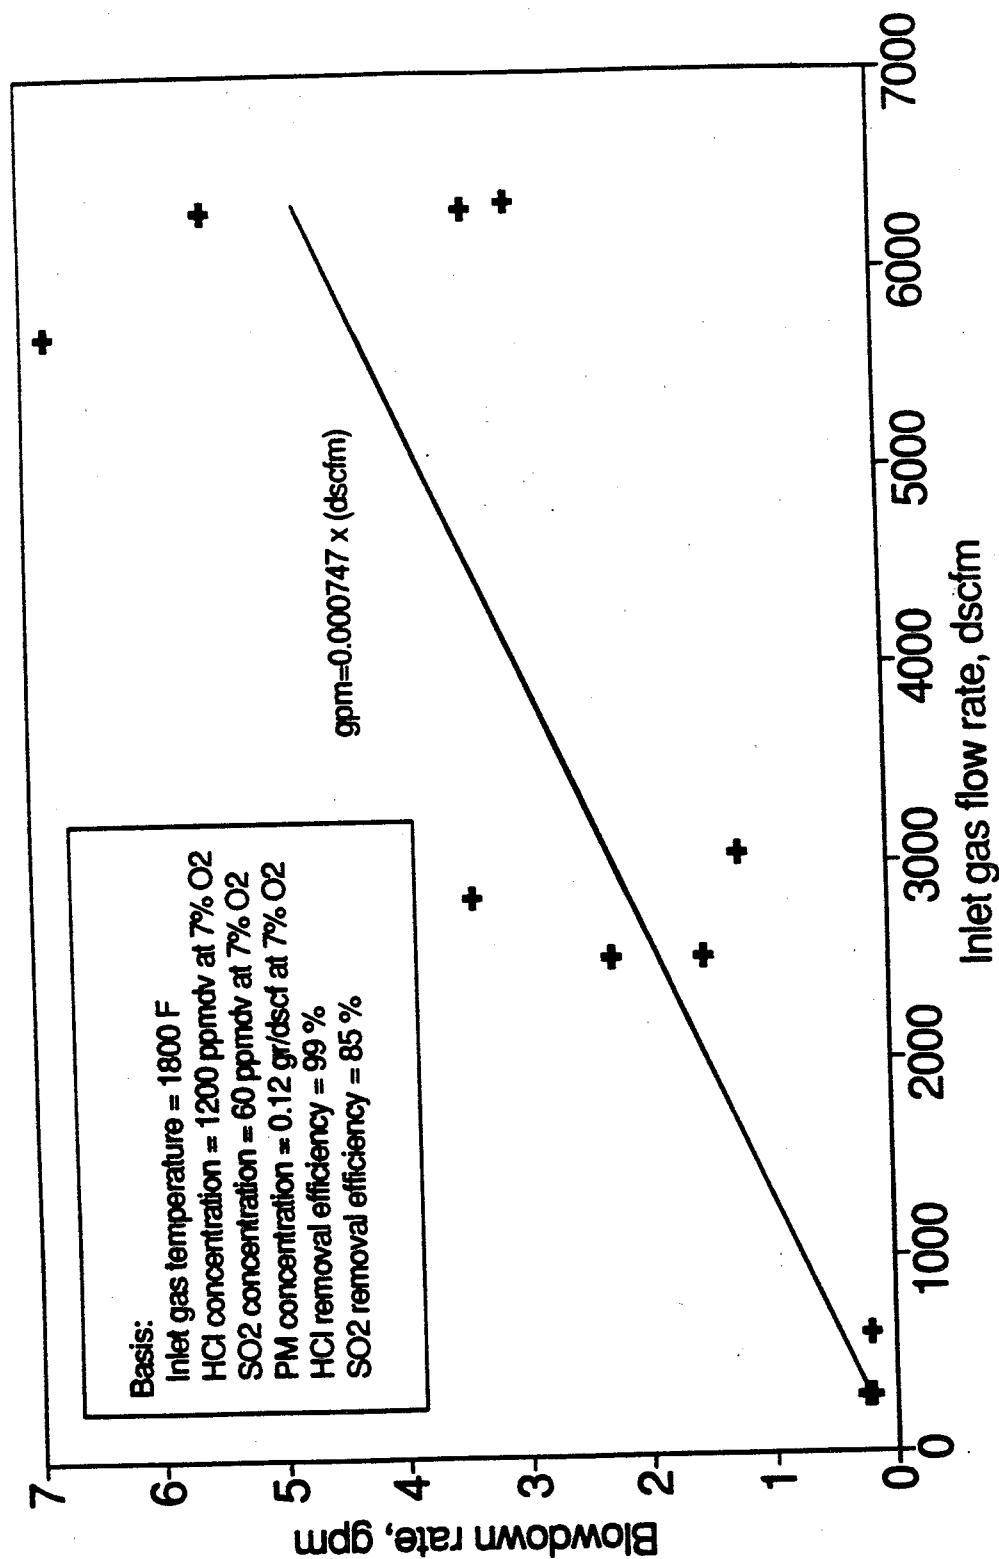 Blowdown rate, gpm
7
6
5
4
3
2
1
0
Basis:
Inlet gas temperature = 1800 F
HCl concentration = 1200 ppmdv at 7% O2
SO2 concentration = 60 ppmdv at 7% O2
PM concentration = 0.12 gr/dscf at 7% O2
HCl removal efficiency = 99 %
SO2 removal efficiency = 85 %
gpm=0.000747 x (dscfm)
0
1000
2000
3000
4000
5000
6000
7000
Inlet gas flow rate, dscfm